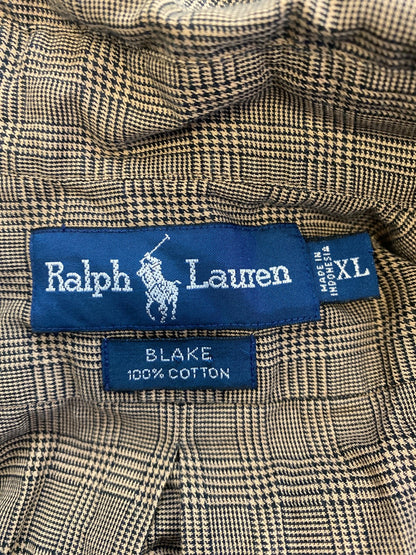 Ralph Lauren
MADE IN
INDONESIA
XL
BLAKE
100% COTTON